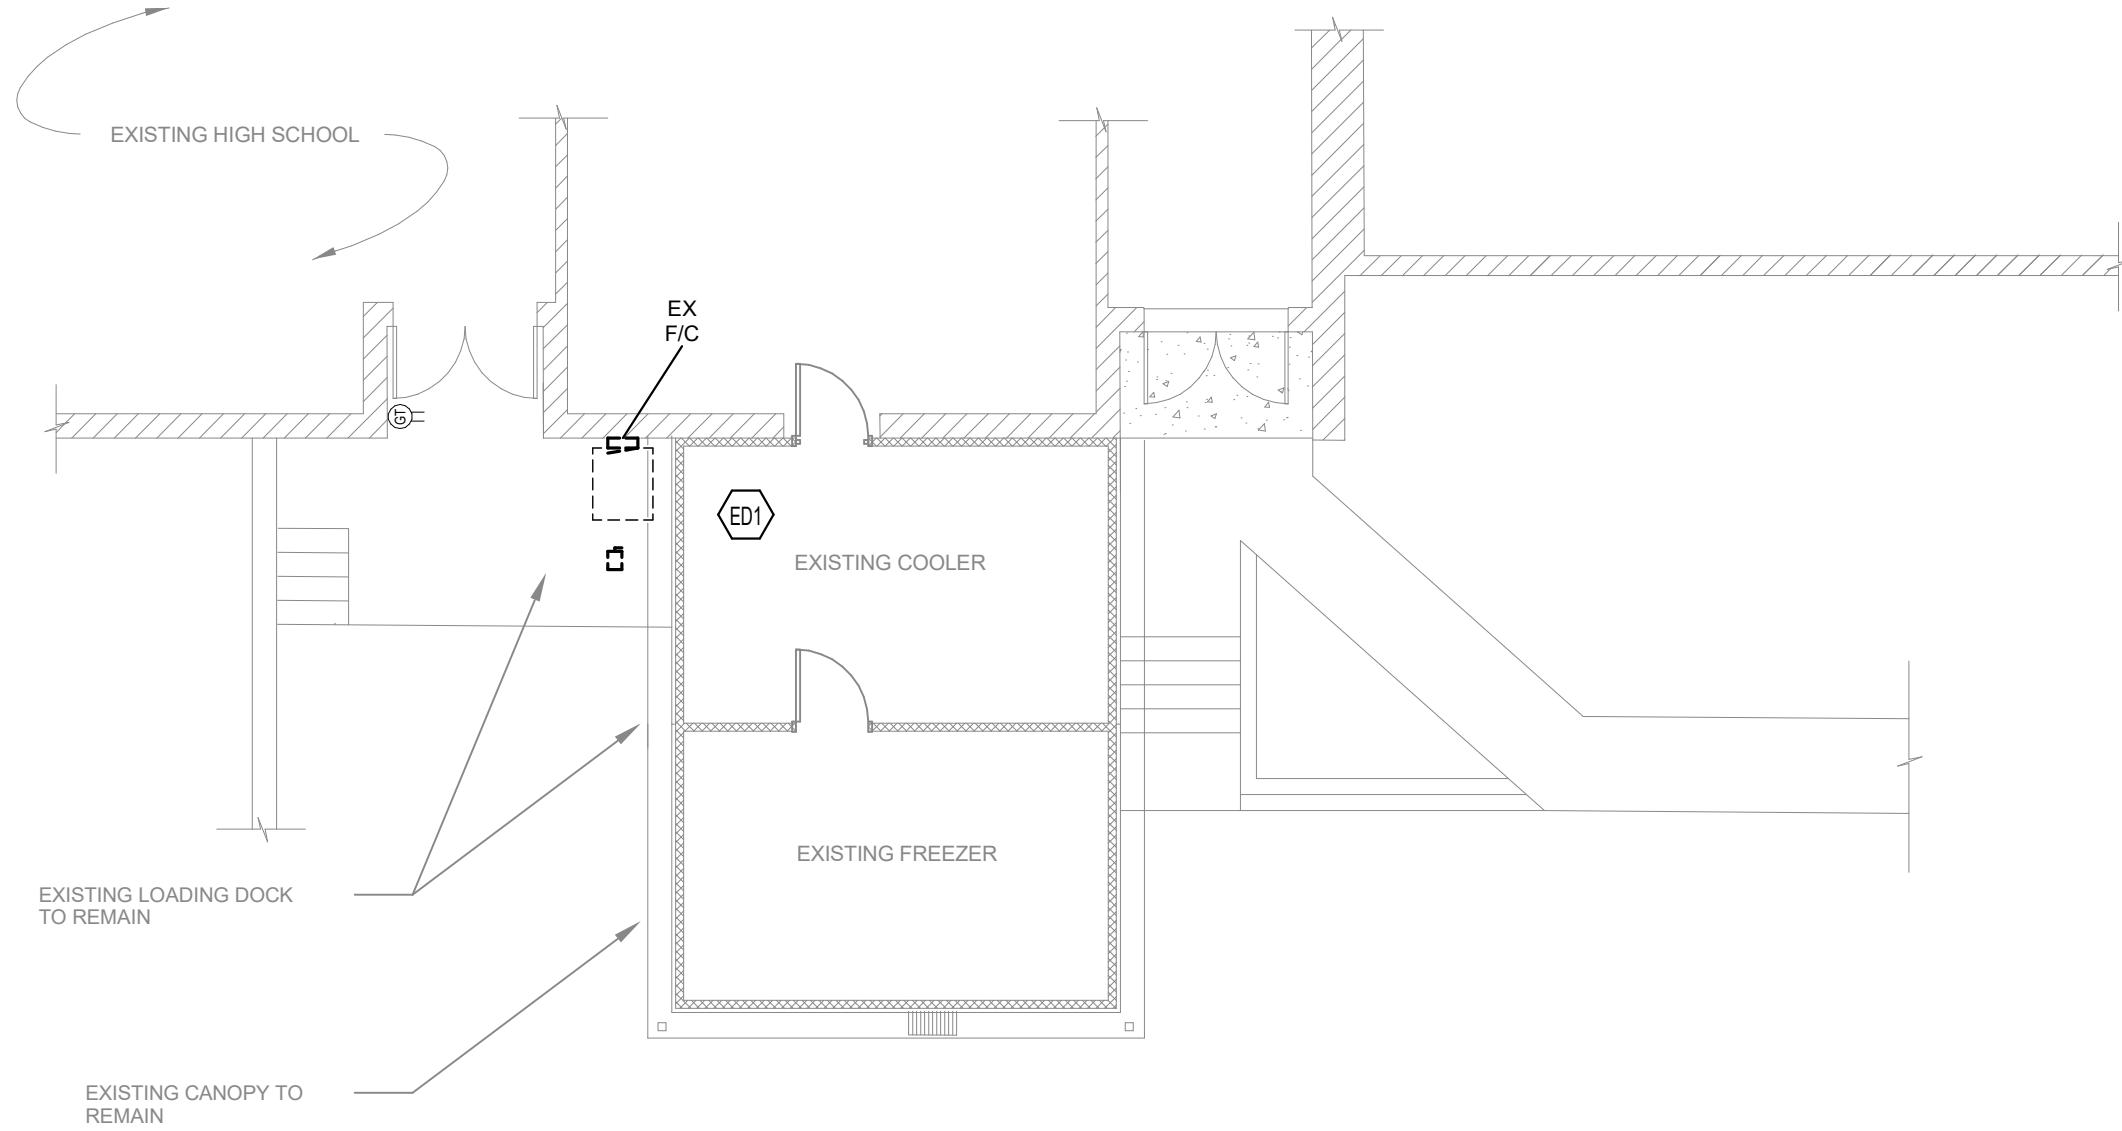 EXISTING HIGH SCHOOL
EX
F/C
GT
ED1
EXISTING COOLER
EXISTING FREEZER
EXISTING LOADING DOCK
TO REMAIN
EXISTING CANOPY TO
REMAIN